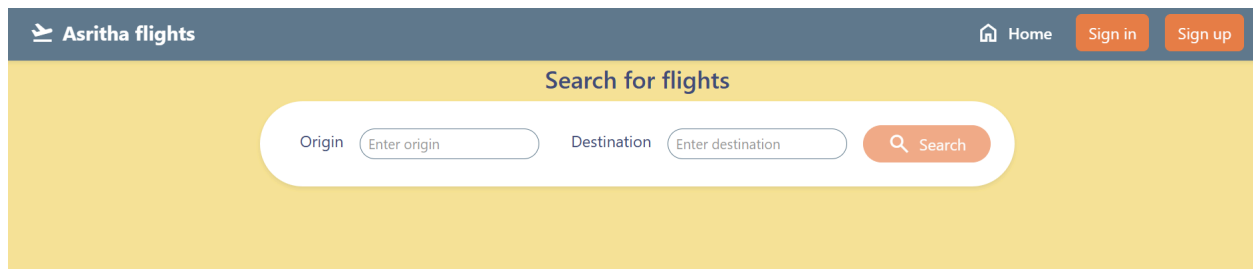 Asritha flights Home Sign in Sign up
Search for flights
Origin Enter origin Destination Enter destination Search